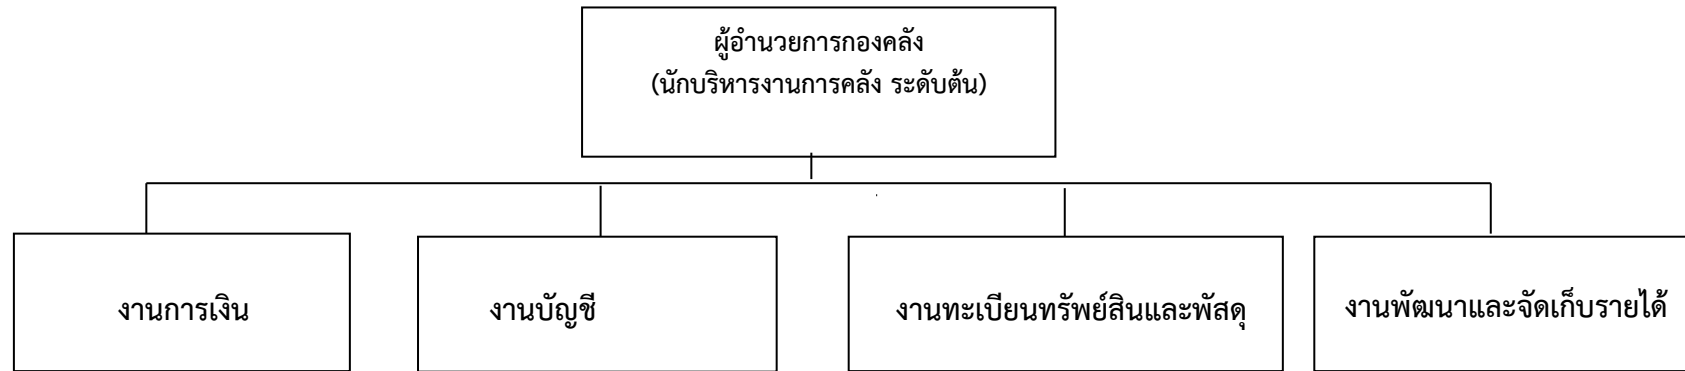 ผู้อำนวยการกองคลัง
(นักบริหารงานการคลัง ระดับต้น)
งานการเงิน
งานบัญชี
งานทะเบียนทรัพย์สินและพัสดุ
งานพัฒนาและจัดเก็บรายได้